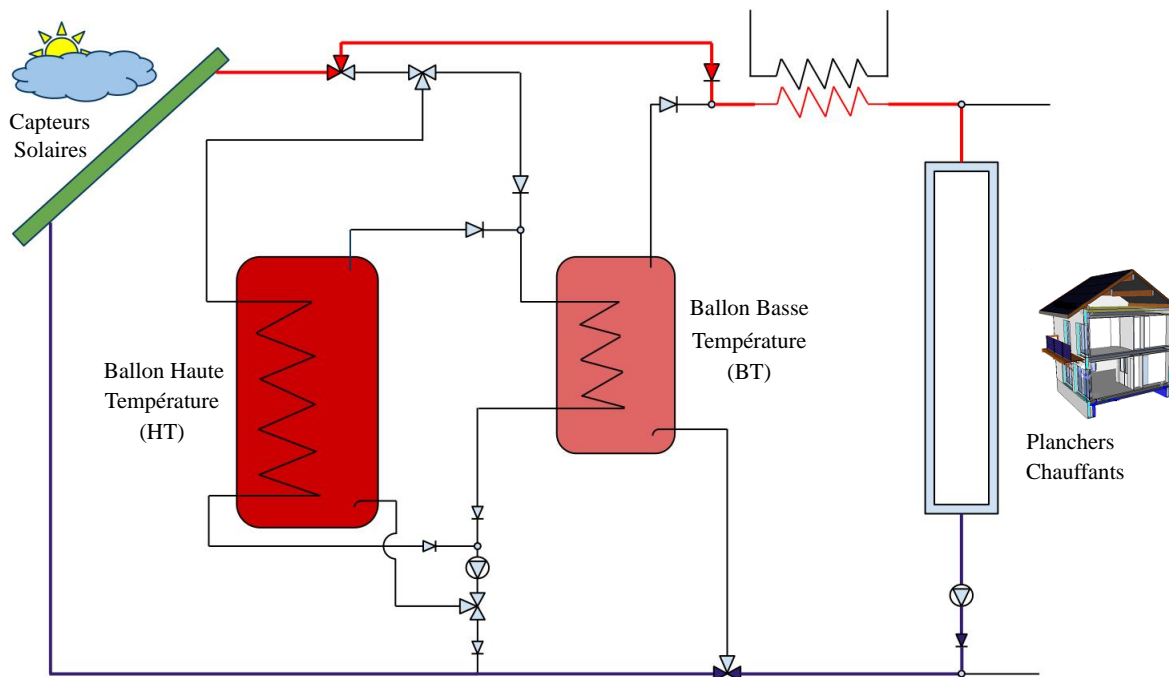 Capteurs
Solaires
Ballon Haute
Température
(HT)
Ballon Basse
Température
(BT)
Planchers
Chauffants